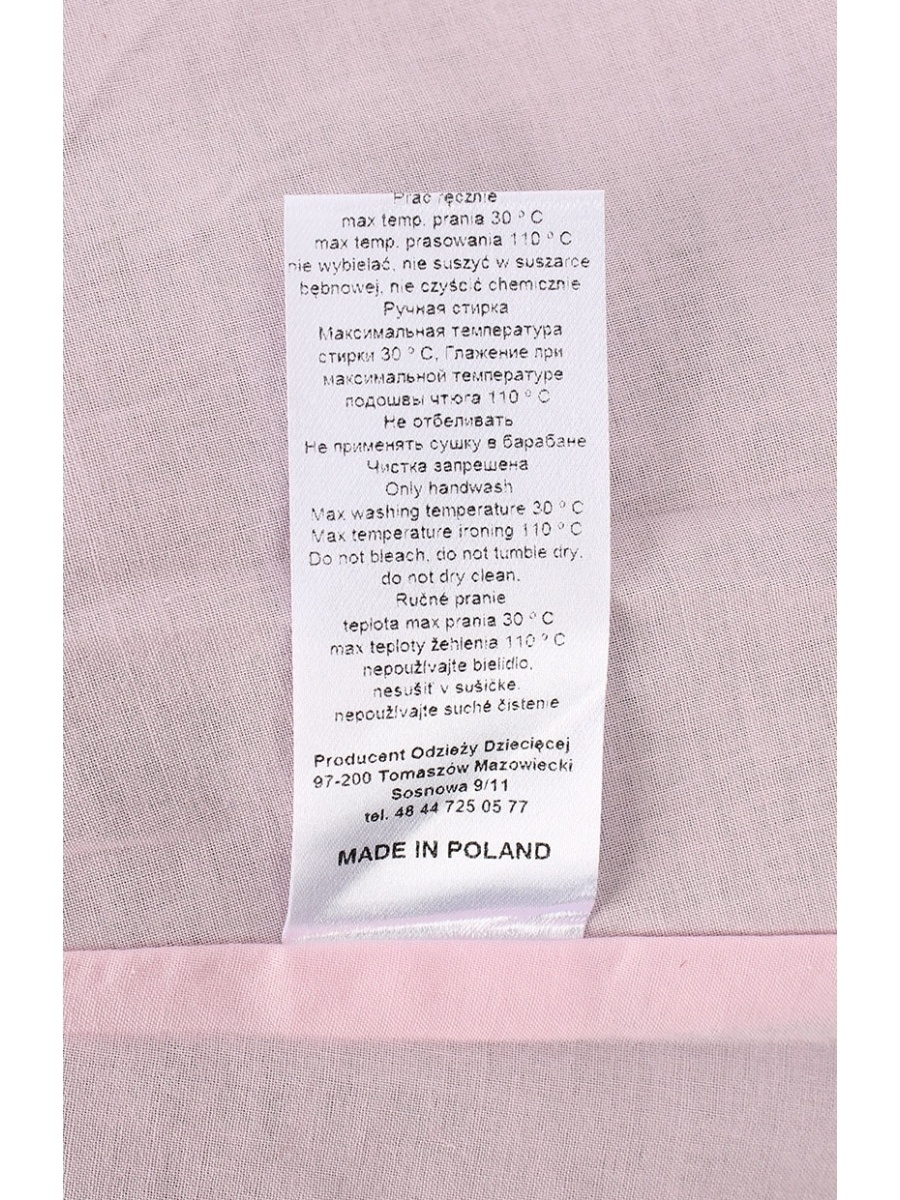 Prać ręcznie
max temp. prania 30 º C
max temp. prasowania 110 º C
nie wybielać, nie suszyć w suszarce
bębnowej, nie czyścić chemicznie
Ручная стирка
Максимальная температура
стирки 30 º C, Глажение при
максимальной температуре
подошвы чтюга 110 º C
Не отбеливать
Не применять сушку в барабане
Чистка запрешена
Only handwash
Max washing temperature 30 º C
Max temperature ironing 110 º C
Do not bleach, do not tumble dry,
do not dry clean.
Ručné pranie
teplota max prania 30 º C
max teploty žehlenia 110 º C
nepoužívajte bielidlo,
nesušiť v sušičke.
nepoužívajte suché čistenie
Producent Odzieży Dziecięcej
97-200 Tomaszów Mazowiecki
Sosnowa 9/11
tel. 48 44 725 05 77
MADE IN POLAND